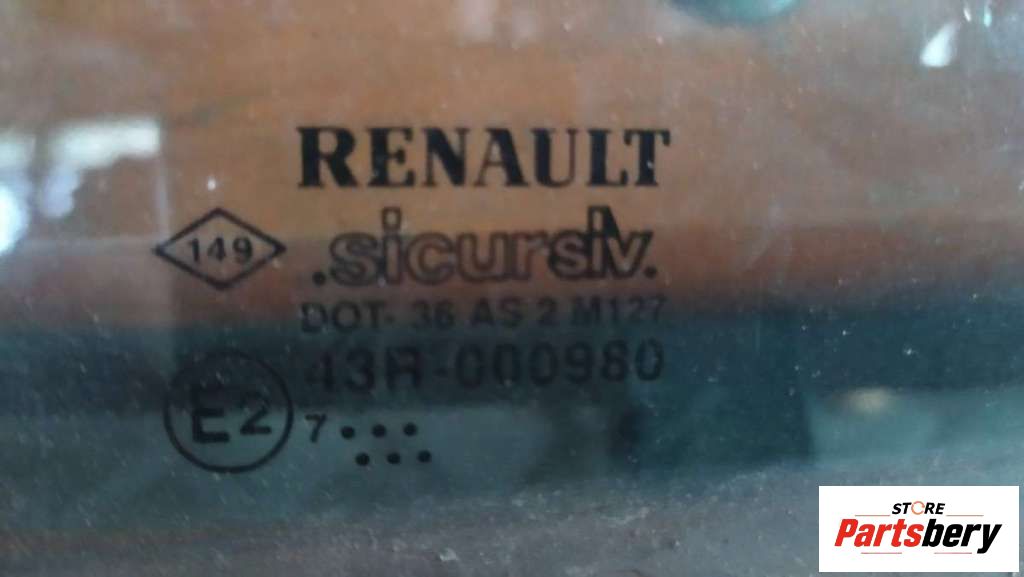 RENAULT
149
.sicursiv.
DOT- 36 AS 2 M127
43R-000980
E2
7
STORE
Partsbery